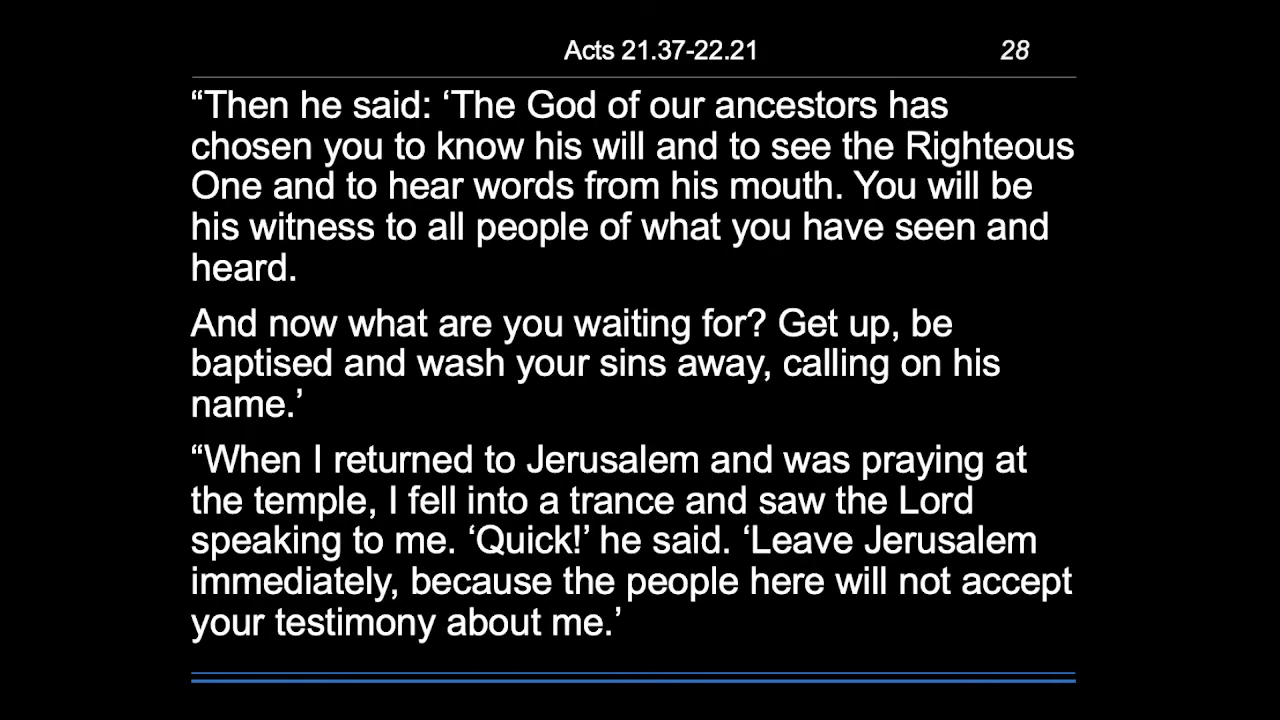 Acts 21.37-22.21 28
“Then he said: ‘The God of our ancestors has
chosen you to know his will and to see the Righteous
One and to hear words from his mouth. You will be
his witness to all people of what you have seen and
heard.
And now what are you waiting for? Get up, be
baptised and wash your sins away, calling on his
name.’
“When I returned to Jerusalem and was praying at
the temple, I fell into a trance and saw the Lord
speaking to me. ‘Quick!’ he said. ‘Leave Jerusalem
immediately, because the people here will not accept
your testimony about me.’